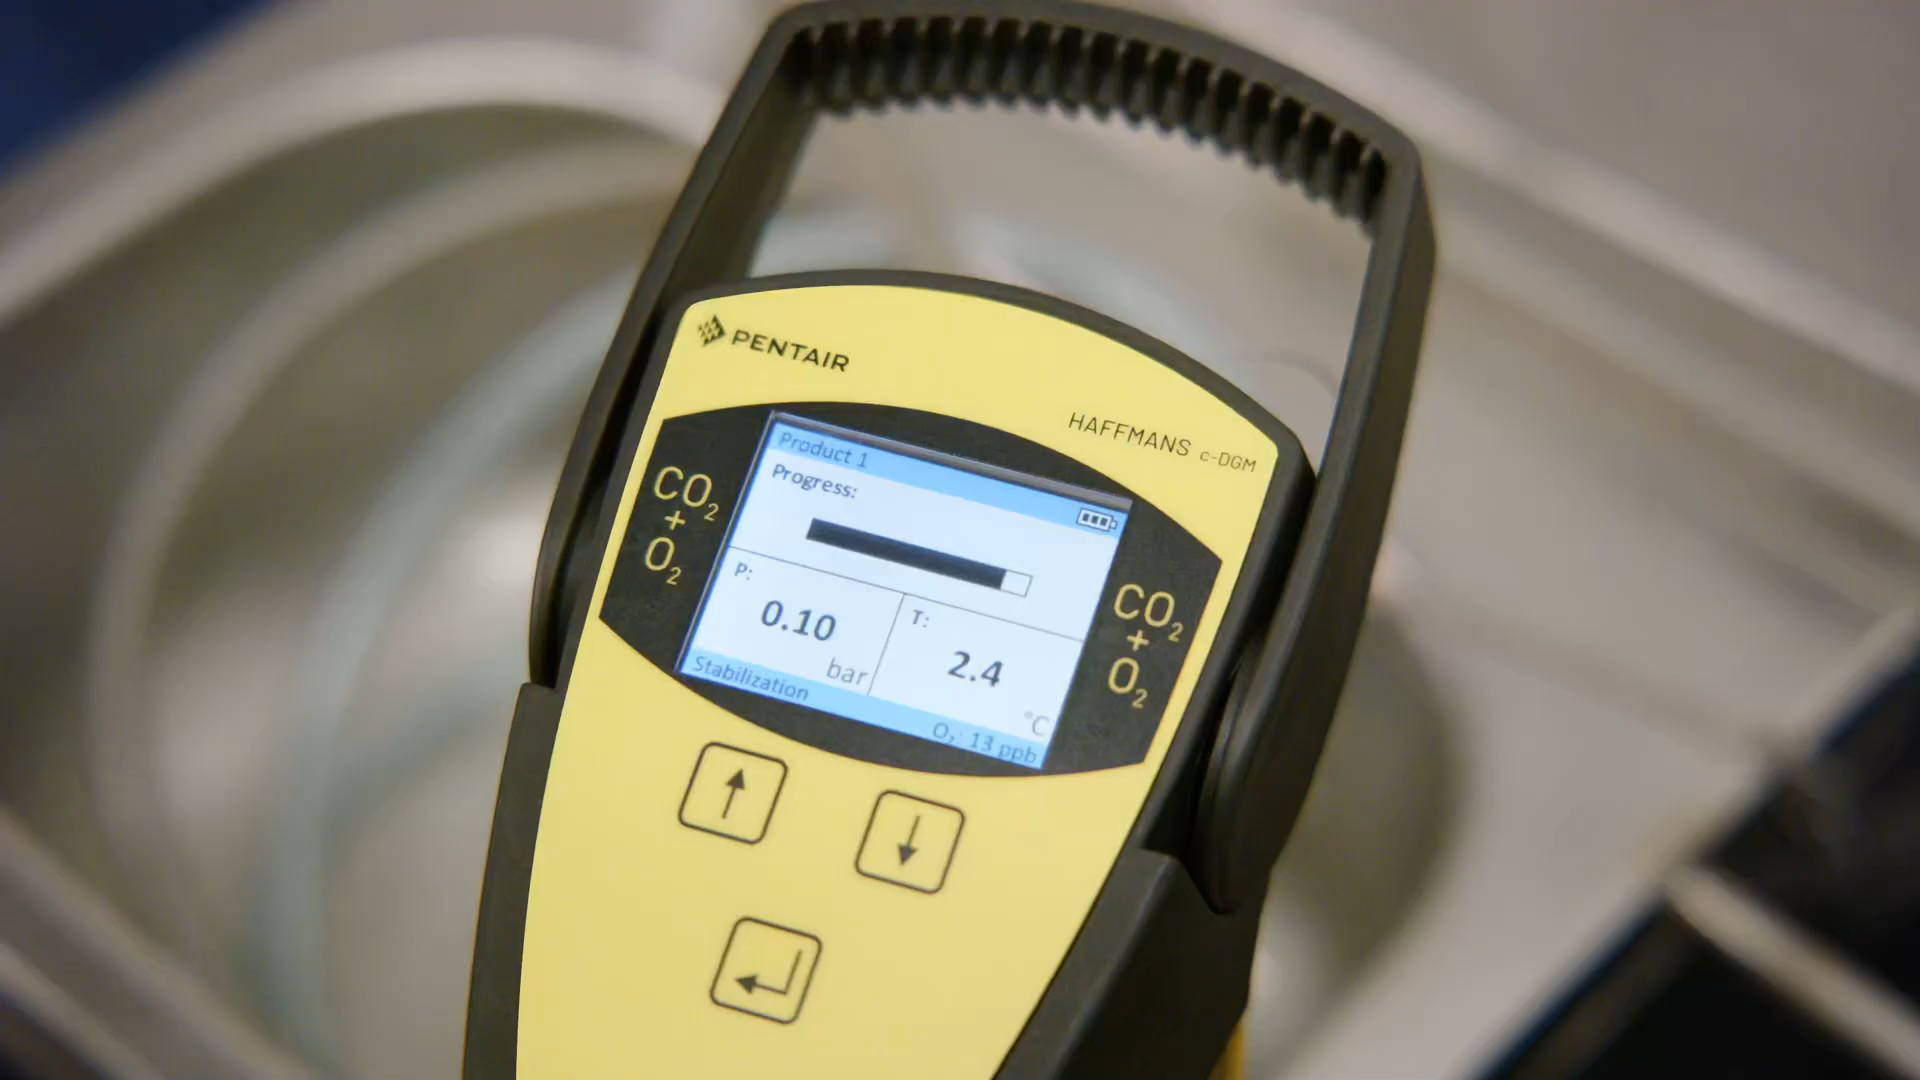 PENTAIR
HAFFMANS c-DGM
Product 1
Progress:
P:
0.10
bar
T:
2.4
°C
Stabilization
O₂: 13 ppb
CO₂
+
O₂
CO₂
+
O₂